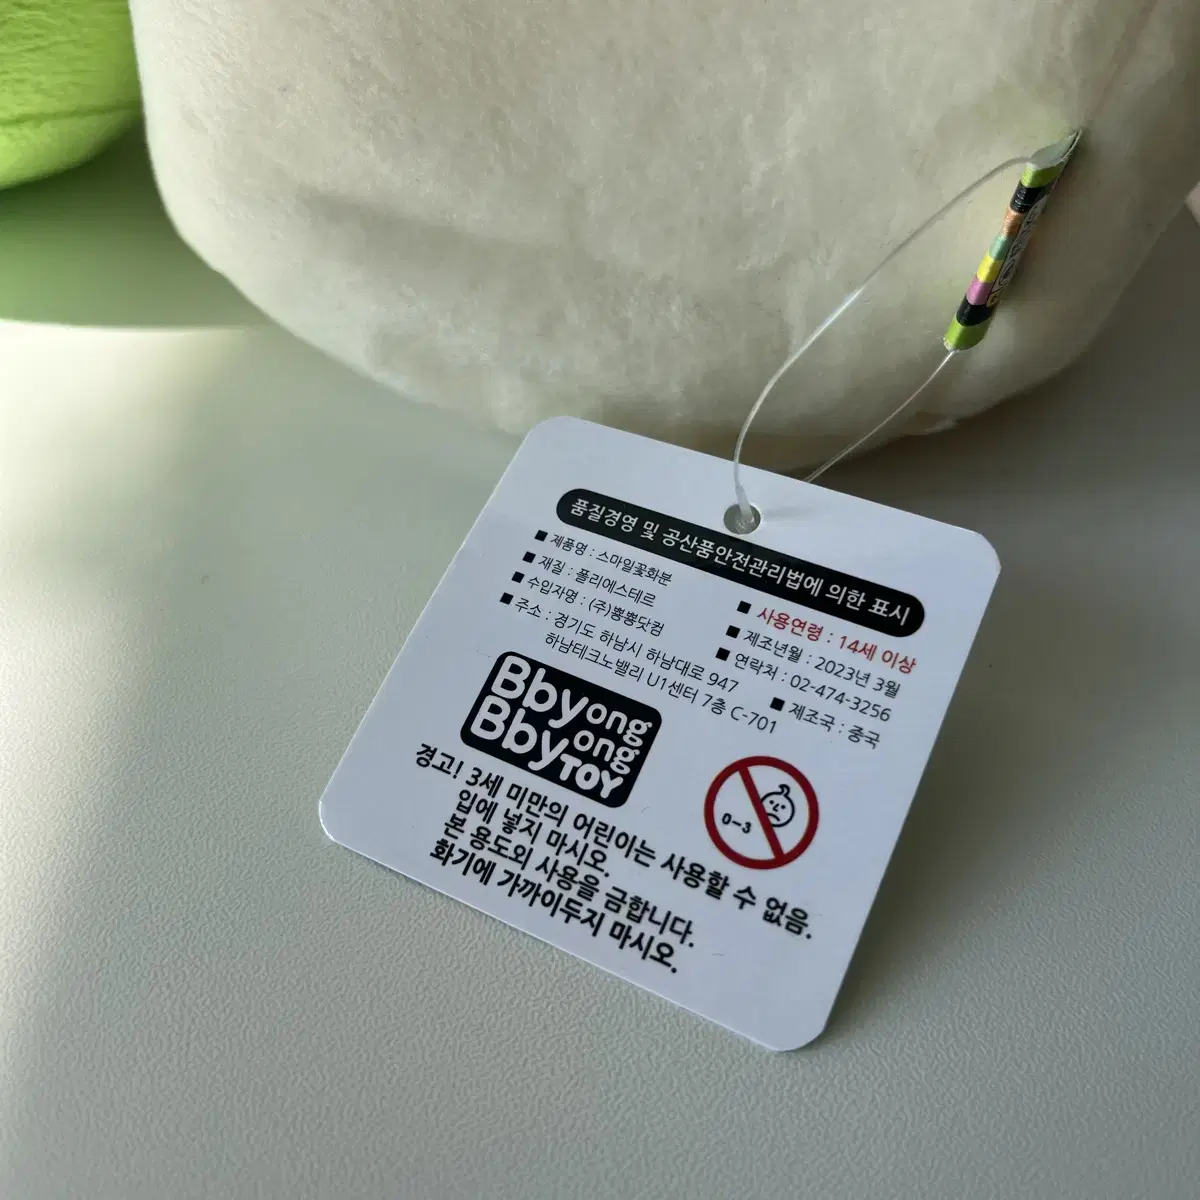 품질경영 및 공산품안전관리법에 의한 표시
■ 제품명 : 스마일꽃화분
■ 재질 : 폴리에스테르
■ 수입자명 : (주)뿅뿅닷컴
■ 주소 : 경기도 하남시 하남대로 947
하남테크노밸리 U1센터 7층 C-701
■ 사용연령 : 14세 이상
■ 제조년월 : 2023년 3월
■ 연락처 : 02-474-3256
■ 제조국 : 중국
Bbyong
Bbyong
TOY
0-3
경고! 3세 미만의 어린이는 사용할 수 없음.
입에 넣지 마시오.
본 용도외 사용을 금합니다.
화기에 가까이두지 마시오.